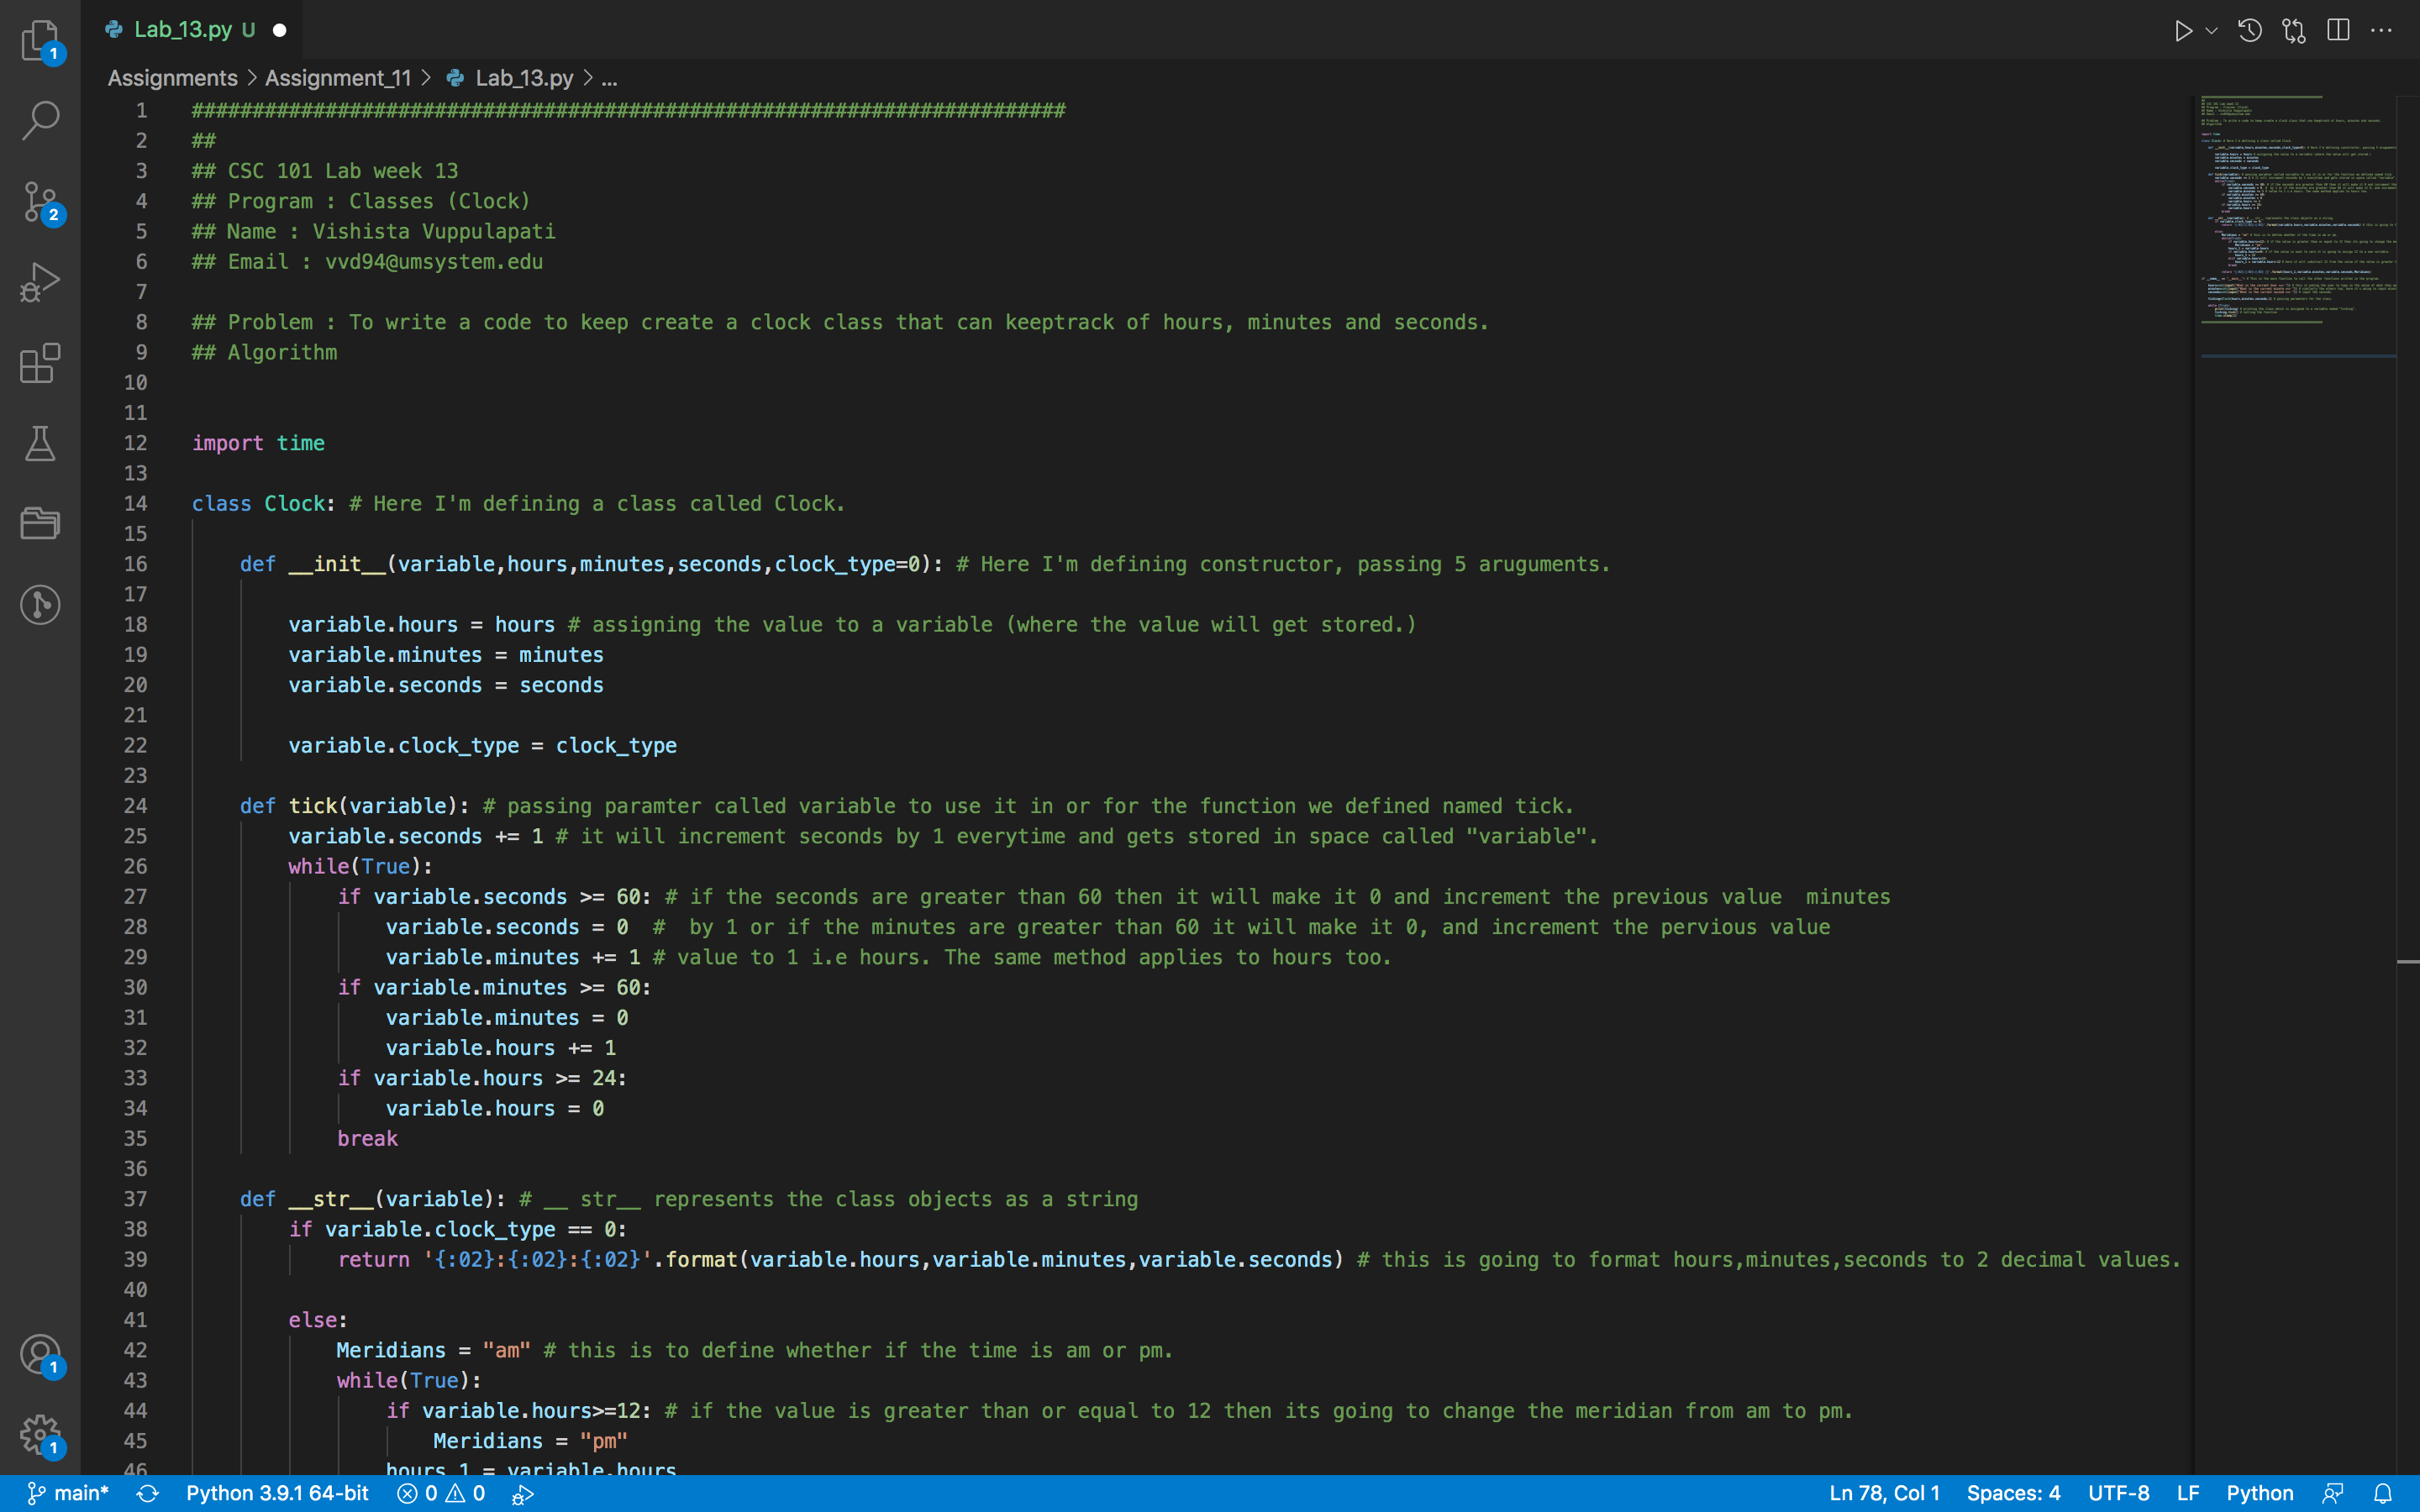 Lab_13.py U
Assignments > Assignment_11 > Lab_13.py > ...
1 ########################################################################
2 ##
3 ## CSC 101 Lab week 13
4 ## Program : Classes (Clock)
5 ## Name : Vishista Vuppulapati
6 ## Email : vvd94@umsystem.edu
7
8 ## Problem : To write a code to keep create a clock class that can keeptrack of hours, minutes and seconds.
9 ## Algorithm
10
11
12 import time
13
14 class Clock: # Here I'm defining a class called Clock.
15
16 def __init__(variable,hours,minutes,seconds,clock_type=0): # Here I'm defining constructor, passing 5 aruguments.
17
18 variable.hours = hours # assigning the value to a variable (where the value will get stored.)
19 variable.minutes = minutes
20 variable.seconds = seconds
21
22 variable.clock_type = clock_type
23
24 def tick(variable): # passing paramter called variable to use it in or for the function we defined named tick.
25 variable.seconds += 1 # it will increment seconds by 1 everytime and gets stored in space called "variable".
26 while(True):
27 if variable.seconds >= 60: # if the seconds are greater than 60 then it will make it 0 and increment the previous value  minutes
28 variable.seconds = 0  #  by 1 or if the minutes are greater than 60 it will make it 0, and increment the pervious value
29 variable.minutes += 1 # value to 1 i.e hours. The same method applies to hours too.
30 if variable.minutes >= 60:
31 variable.minutes = 0
32 variable.hours += 1
33 if variable.hours >= 24:
34 variable.hours = 0
35 break
36
37 def __str__(variable): # __ str__ represents the class objects as a string
38 if variable.clock_type == 0:
39 return '{:02}:{:02}:{:02}'.format(variable.hours,variable.minutes,variable.seconds) # this is going to format hours,minutes,seconds to 2 decimal values.
40
41 else:
42 Meridians = "am" # this is to define whether if the time is am or pm.
43 while(True):
44 if variable.hours>=12: # if the value is greater than or equal to 12 then its going to change the meridian from am to pm.
45 Meridians = "pm"
46 hours_1 = variable.hours
1
2
1
1
main* Python 3.9.1 64-bit 0 0 Ln 78, Col 1 Spaces: 4 UTF-8 LF Python